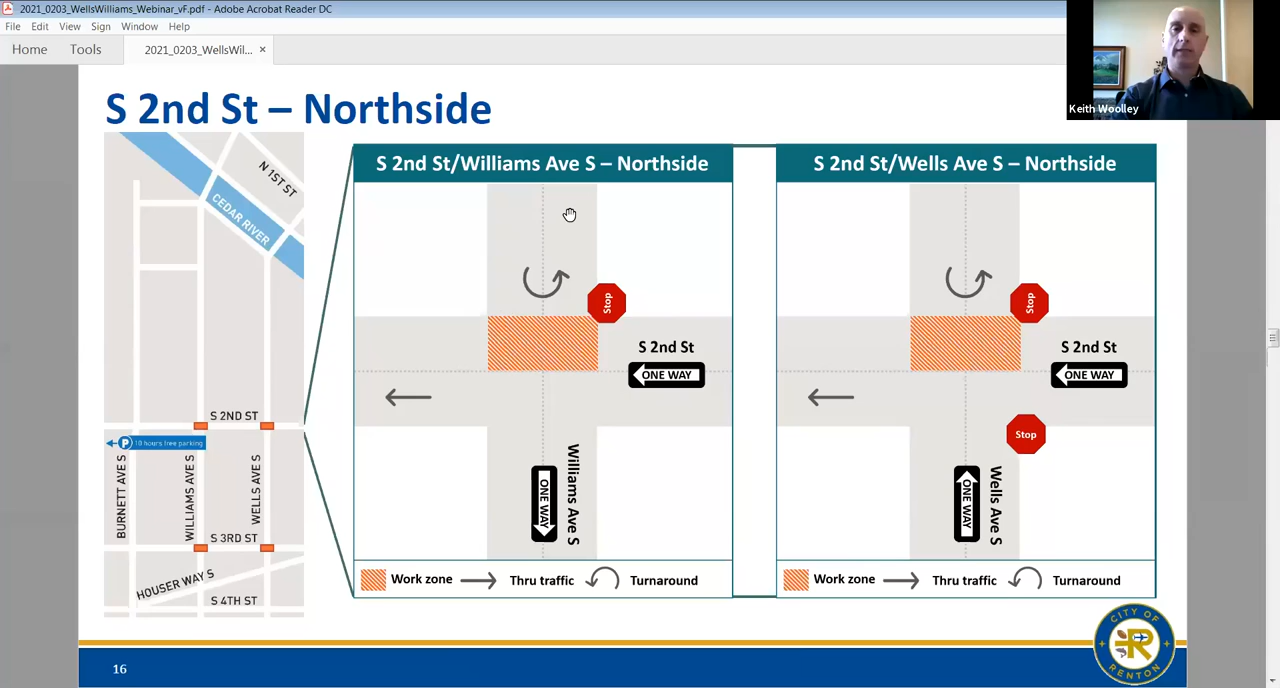 2021_0203_WellsWilliams_Webinar_vF.pdf - Adobe Acrobat Reader DC
File Edit View Sign Window Help
Home Tools 2021_0203_WellsWil... ×
Keith Woolley
S 2nd St – Northside
N 1ST ST
CEDAR RIVER
S 2ND ST
P 10 hours free parking
BURNETT AVE S
WILLIAMS AVE S
WELLS AVE S
S 3RD ST
HOUSER WAY S
S 4TH ST
S 2nd St/Williams Ave S – Northside
Stop
S 2nd St
ONE WAY
Williams Ave S
ONE WAY
Work zone Thru traffic Turnaround
S 2nd St/Wells Ave S – Northside
Stop
S 2nd St
ONE WAY
Stop
Wells Ave S
ONE WAY
Work zone Thru traffic Turnaround
16
CITY OF
R
RENTON